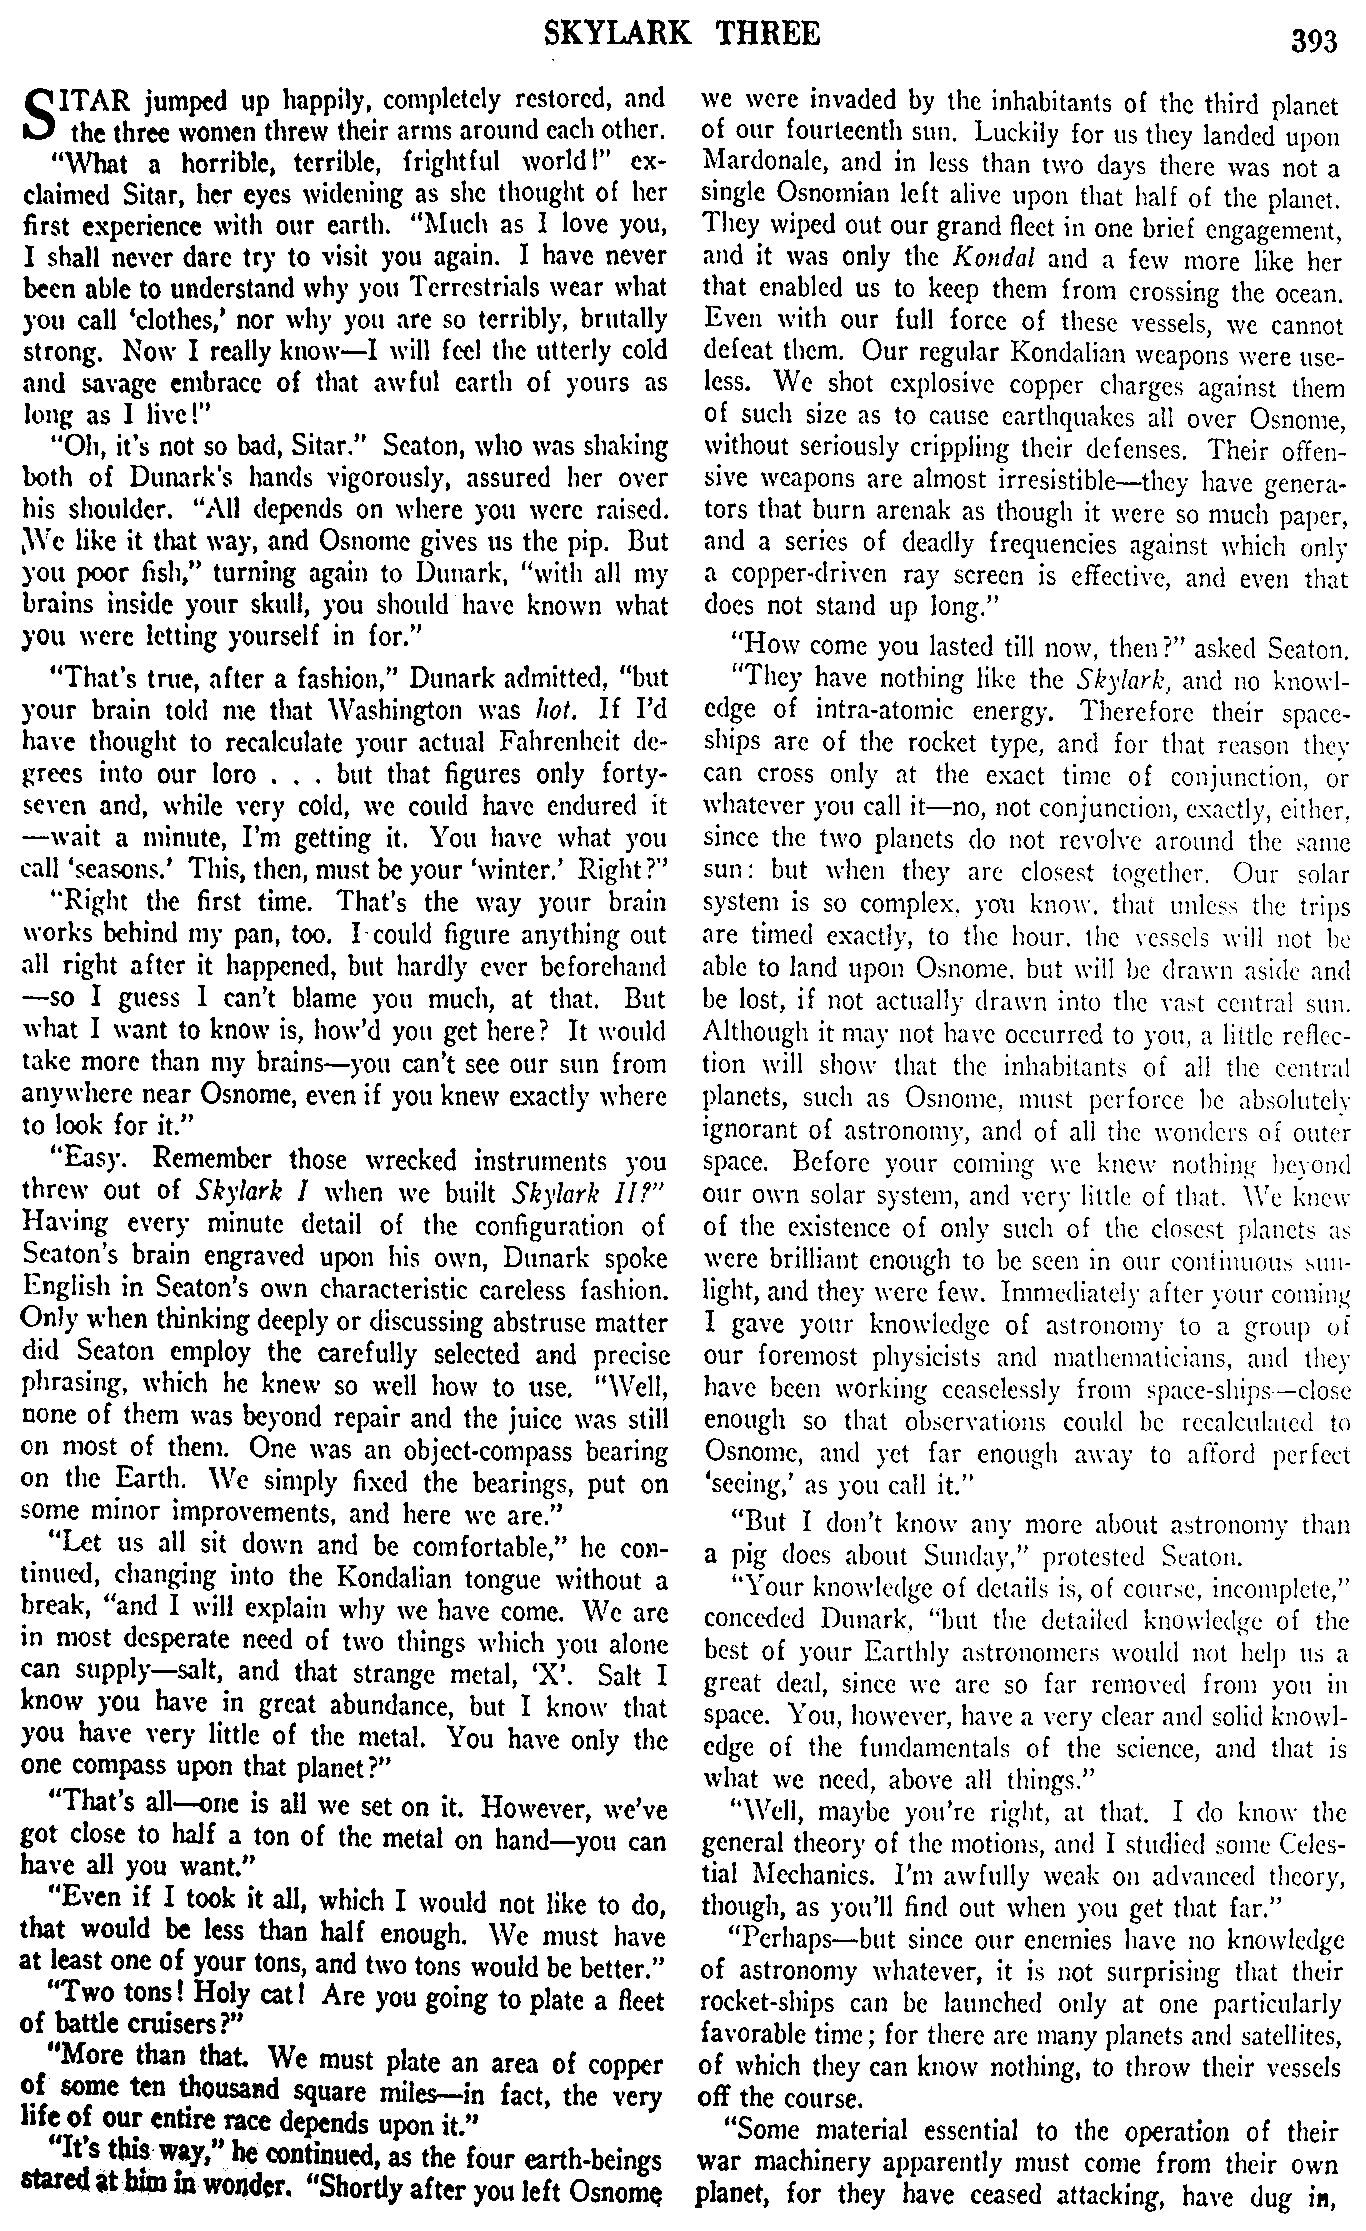 SKYLARK THREE
393
SITAR jumped up happily, completely restored, and
the three women threw their arms around each other.
"What a horrible, terrible, frightful world!" ex-
claimed Sitar, her eyes widening as she thought of her
first experience with our earth. "Much as I love you,
I shall never dare try to visit you again. I have never
been able to understand why you Terrestrials wear what
you call 'clothes,' nor why you are so terribly, brutally
strong. Now I really know—I will feel the utterly cold
and savage embrace of that awful earth of yours as
long as I live!"
"Oh, it's not so bad, Sitar." Seaton, who was shaking
both of Dunark's hands vigorously, assured her over
his shoulder. "All depends on where you were raised.
We like it that way, and Osnome gives us the pip. But
you poor fish," turning again to Dunark, "with all my
brains inside your skull, you should have known what
you were letting yourself in for."
"That's true, after a fashion," Dunark admitted, "but
your brain told me that Washington was hot. If I'd
have thought to recalculate your actual Fahrenheit de-
grees into our loro . . . but that figures only forty-
seven and, while very cold, we could have endured it
—wait a minute, I'm getting it. You have what you
call 'seasons.' This, then, must be your 'winter.' Right?"
"Right the first time. That's the way your brain
works behind my pan, too. I could figure anything out
all right after it happened, but hardly ever beforehand
—so I guess I can't blame you much, at that. But
what I want to know is, how'd you get here? It would
take more than my brains—you can't see our sun from
anywhere near Osnome, even if you knew exactly where
to look for it."
"Easy. Remember those wrecked instruments you
threw out of Skylark I when we built Skylark II?"
Having every minute detail of the configuration of
Seaton's brain engraved upon his own, Dunark spoke
English in Seaton's own characteristic careless fashion.
Only when thinking deeply or discussing abstruse matter
did Seaton employ the carefully selected and precise
phrasing, which he knew so well how to use. "Well,
none of them was beyond repair and the juice was still
on most of them. One was an object-compass bearing
on the Earth. We simply fixed the bearings, put on
some minor improvements, and here we are."
"Let us all sit down and be comfortable," he con-
tinued, changing into the Kondalian tongue without a
break, "and I will explain why we have come. We are
in most desperate need of two things which you alone
can supply—salt, and that strange metal, 'X'. Salt I
know you have in great abundance, but I know that
you have very little of the metal. You have only the
one compass upon that planet?"
"That's all—one is all we set on it. However, we've
got close to half a ton of the metal on hand—you can
have all you want."
"Even if I took it all, which I would not like to do,
that would be less than half enough. We must have
at least one of your tons, and two tons would be better."
"Two tons! Holy cat! Are you going to plate a fleet
of battle cruisers?"
"More than that. We must plate an area of copper
of some ten thousand square miles—in fact, the very
life of our entire race depends upon it."
"It's this way," he continued, as the four earth-beings
stared at him in wonder. "Shortly after you left Osnome
we were invaded by the inhabitants of the third planet
of our fourteenth sun. Luckily for us they landed upon
Mardonale, and in less than two days there was not a
single Osnomian left alive upon that half of the planet.
They wiped out our grand fleet in one brief engagement,
and it was only the Kondal and a few more like her
that enabled us to keep them from crossing the ocean.
Even with our full force of these vessels, we cannot
defeat them. Our regular Kondalian weapons were use-
less. We shot explosive copper charges against them
of such size as to cause earthquakes all over Osnome,
without seriously crippling their defenses. Their offen-
sive weapons are almost irresistible—they have genera-
tors that burn arenak as though it were so much paper,
and a series of deadly frequencies against which only
a copper-driven ray screen is effective, and even that
does not stand up long."
"How come you lasted till now, then?" asked Seaton.
"They have nothing like the Skylark, and no knowl-
edge of intra-atomic energy. Therefore their space-
ships are of the rocket type, and for that reason they
can cross only at the exact time of conjunction, or
whatever you call it—no, not conjunction, exactly, either,
since the two planets do not revolve around the same
sun: but when they are closest together. Our solar
system is so complex, you know, that unless the trips
are timed exactly, to the hour, the vessels will not be
able to land upon Osnome, but will be drawn aside and
be lost, if not actually drawn into the vast central sun.
Although it may not have occurred to you, a little reflec-
tion will show that the inhabitants of all the central
planets, such as Osnome, must perforce be absolutely
ignorant of astronomy, and of all the wonders of outer
space. Before your coming we knew nothing beyond
our own solar system, and very little of that. We knew
of the existence of only such of the closest planets as
were brilliant enough to be seen in our continuous sun-
light, and they were few. Immediately after your coming
I gave your knowledge of astronomy to a group of
our foremost physicists and mathematicians, and they
have been working ceaselessly from space-ships—close
enough so that observations could be recalculated to
Osnome, and yet far enough away to afford perfect
'seeing,' as you call it."
"But I don't know any more about astronomy than
a pig does about Sunday," protested Seaton.
"Your knowledge of details is, of course, incomplete,"
conceded Dunark, "but the detailed knowledge of the
best of your Earthly astronomers would not help us a
great deal, since we are so far removed from you in
space. You, however, have a very clear and solid knowl-
edge of the fundamentals of the science, and that is
what we need, above all things."
"Well, maybe you're right, at that. I do know the
general theory of the motions, and I studied some Celes-
tial Mechanics. I'm awfully weak on advanced theory,
though, as you'll find out when you get that far."
"Perhaps—but since our enemies have no knowledge
of astronomy whatever, it is not surprising that their
rocket-ships can be launched only at one particularly
favorable time; for there are many planets and satellites,
of which they can know nothing, to throw their vessels
off the course.
"Some material essential to the operation of their
war machinery apparently must come from their own
planet, for they have ceased attacking, have dug in,